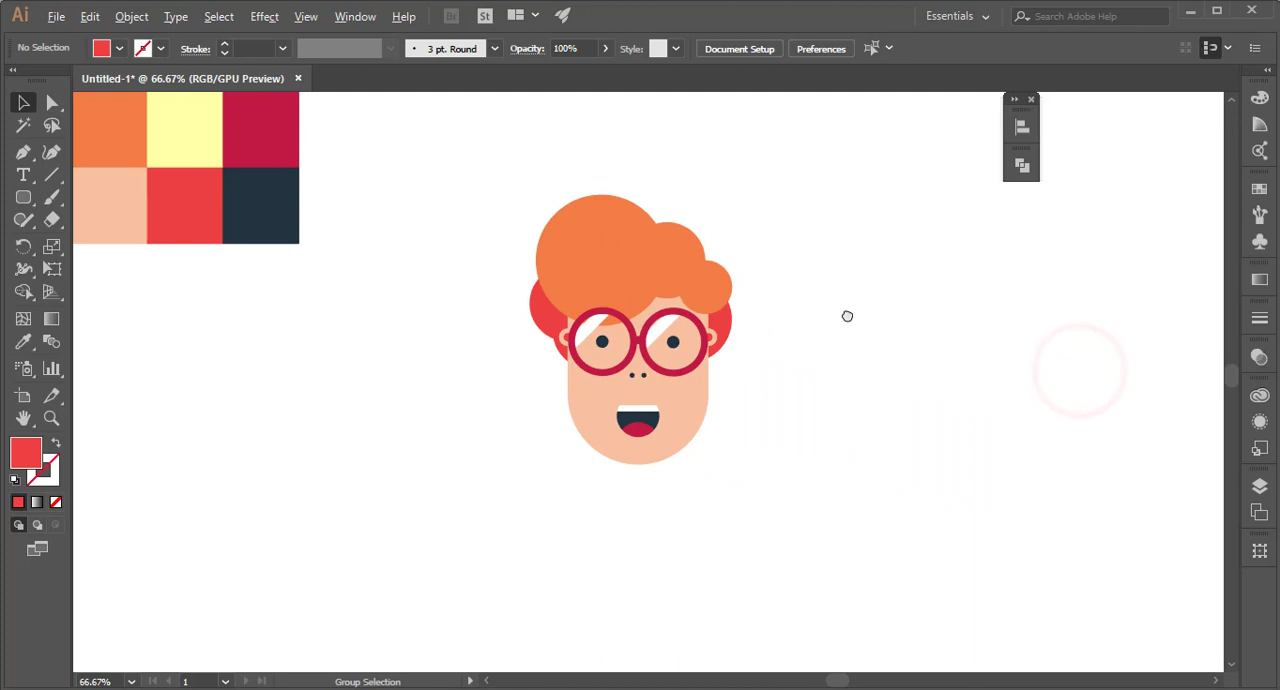 Ai File Edit Object Type Select Effect View Window Help Br St Essentials Search Adobe Help
No Selection Stroke: 3 pt. Round Opacity: 100% Style: Document Setup Preferences
Untitled-1* @ 66.67% (RGB/GPU Preview)
66.67% 1 Group Selection